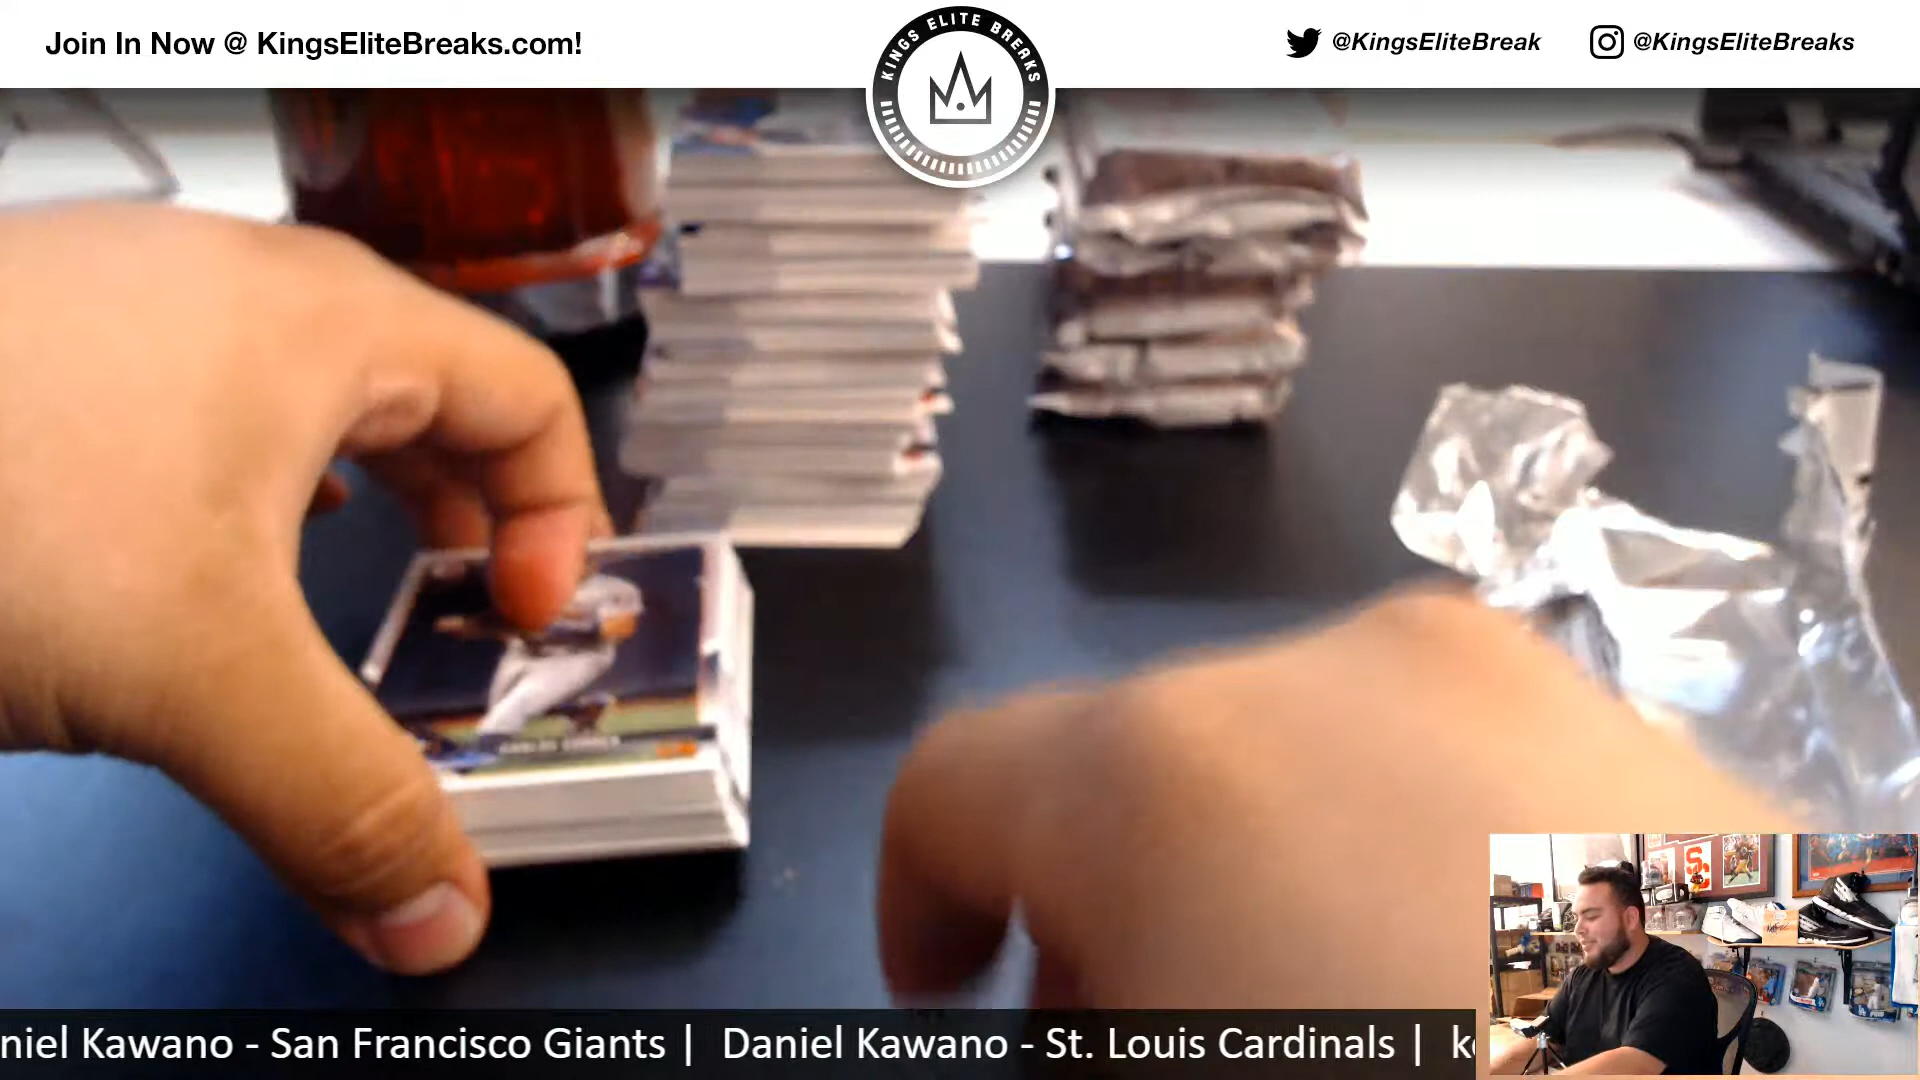 Join In Now @ KingsEliteBreaks.com!
KINGS ELITE BREAKS
@KingsEliteBreak
@KingsEliteBreaks
niel Kawano - San Francisco Giants | Daniel Kawano - St. Louis Cardinals |
SC